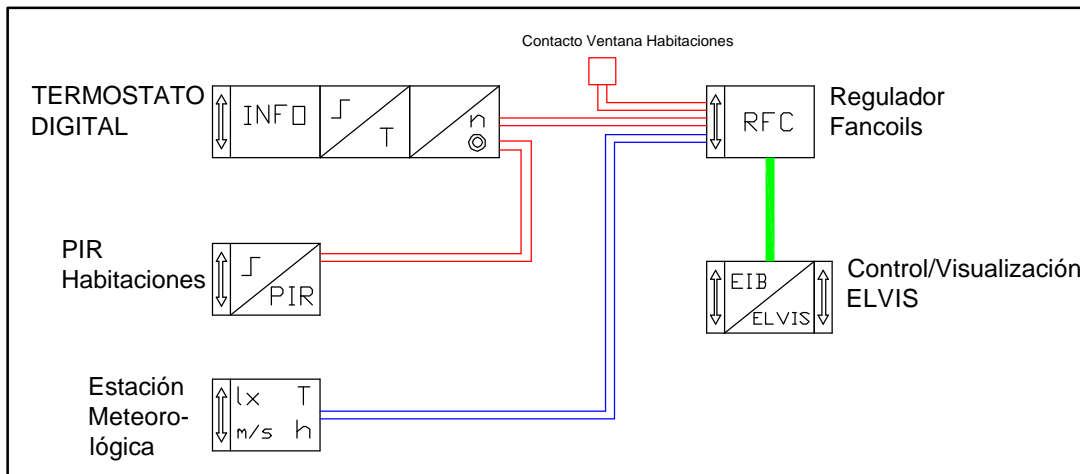 Contacto Ventana Habitaciones
TERMOSTATO
DIGITAL
INFO
T
n
RFC
Regulador
Fancoils
PIR
Habitaciones
PIR
EIB
ELVIS
Control/Visualización
ELVIS
Estación
Meteoro-
lógica
lx T
m/s h